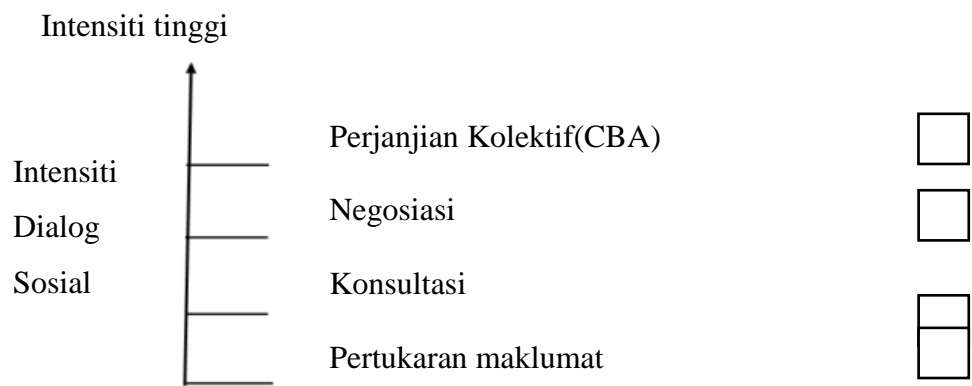 Intensiti tinggi
Perjanjian Kolektif(CBA)
Intensiti
Negosiasi
Dialog
Sosial
Konsultasi
Pertukaran maklumat